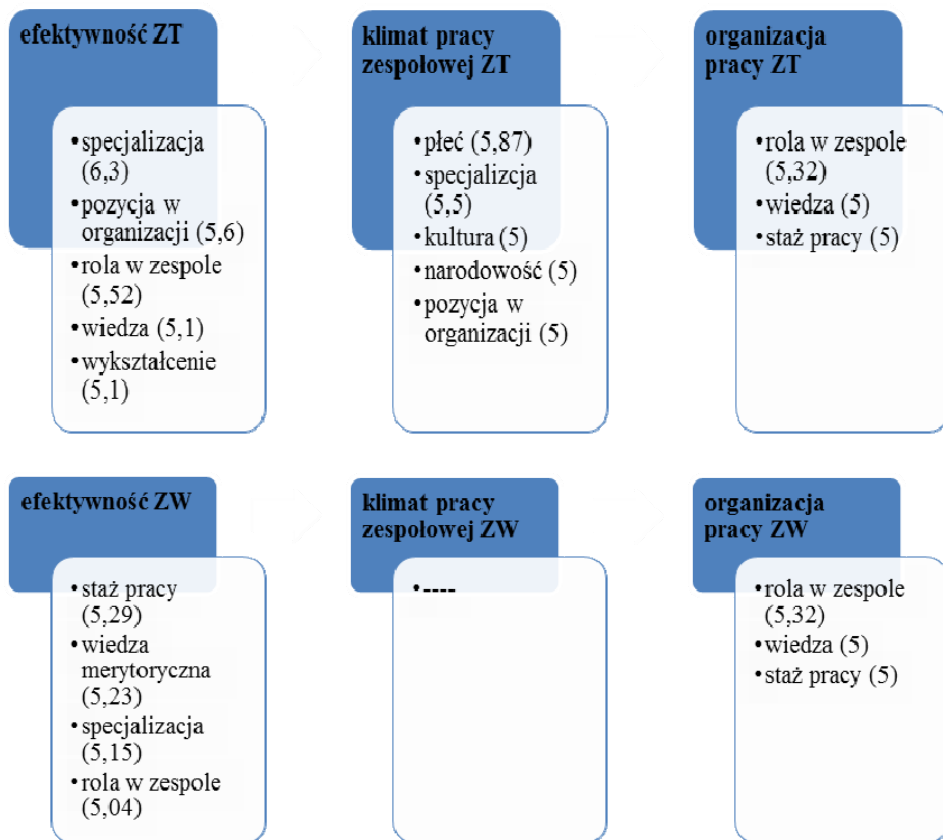 efektywność ZT
• specjalizacja
(6,3)
• pozycja w
organizacji (5,6)
• rola w zespole
(5,52)
• wiedza (5,1)
• wykształcenie
(5,1)
klimat pracy
zespołowej ZT
• płeć (5,87)
• specjalizcja
(5,5)
• kultura (5)
• narodowość (5)
• pozycja w
organizacji (5)
organizacja
pracy ZT
• rola w zespole
(5,32)
• wiedza (5)
• staż pracy (5)
efektywność ZW
• staż pracy
(5,29)
• wiedza
merytoryczna
(5,23)
• specjalizacja
(5,15)
• rola w zespole
(5,04)
klimat pracy
zespołowej ZW
• ----
organizacja
pracy ZW
• rola w zespole
(5,32)
• wiedza (5)
• staż pracy (5)